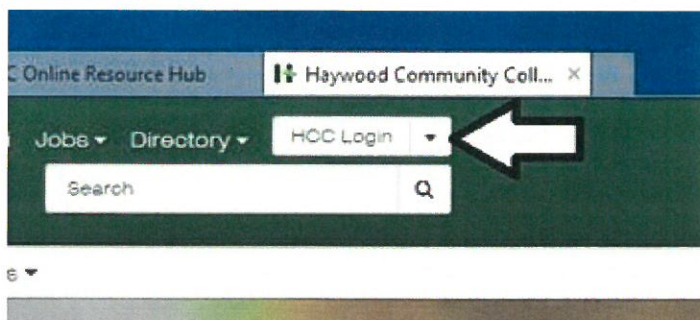 C Online Resource Hub
Haywood Community Coll...
Jobs Directory HCC Login
Search
s